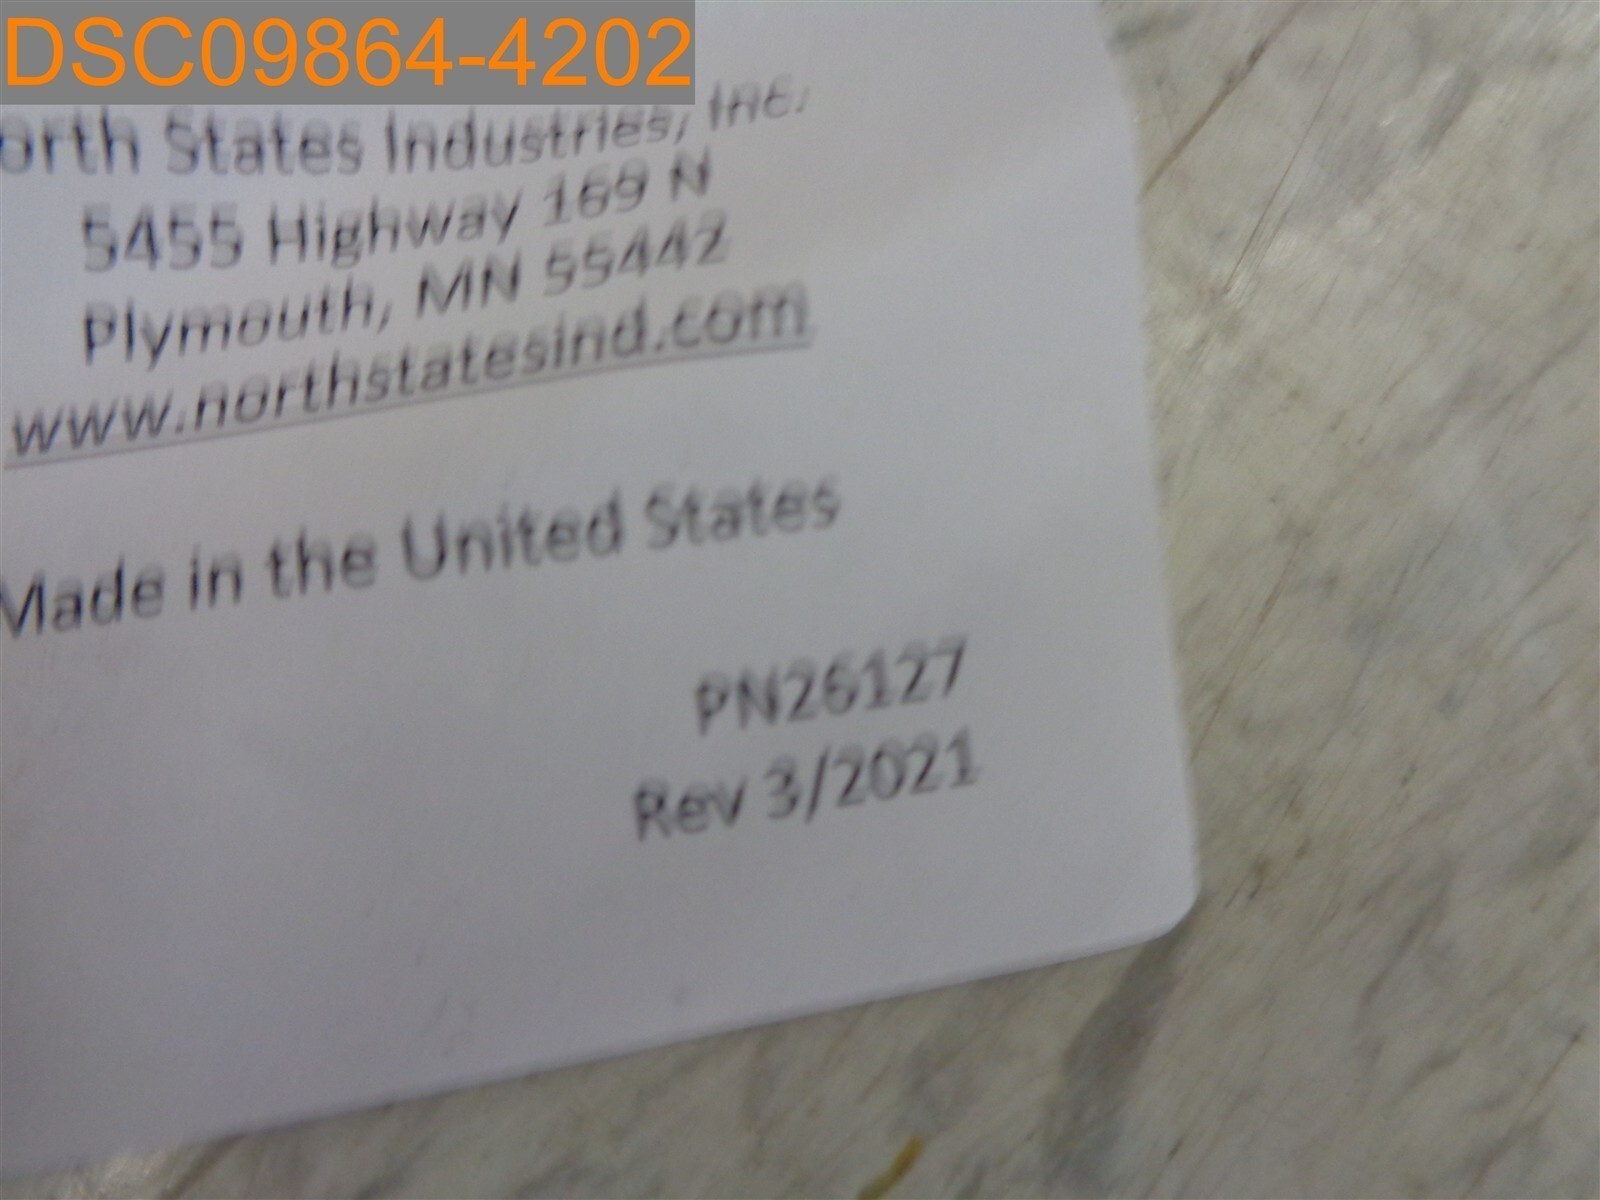 DSC09864-4202
orth States Industries, Inc.
5455 Highway 169 N
Plymouth, MN 55442
www.northstatesind.com
Made in the United States
PN26127
Rev 3/2021